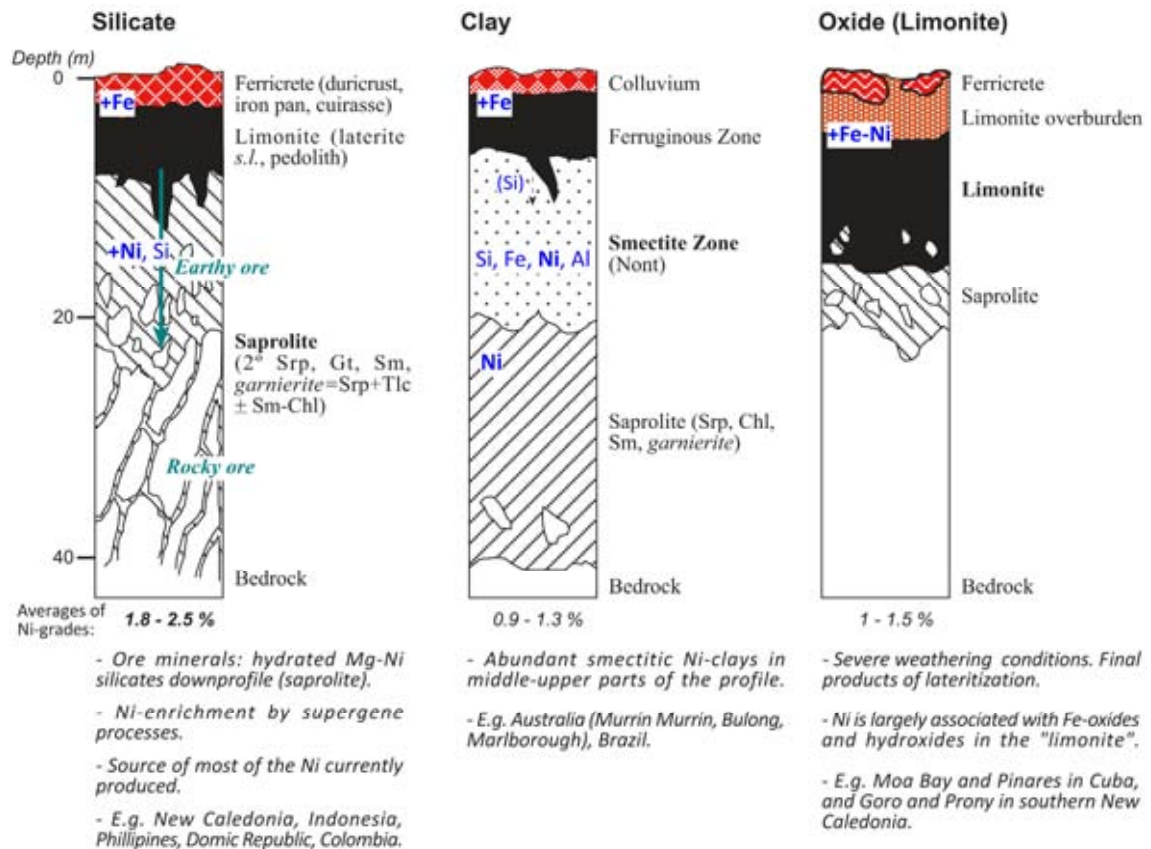 Silicate
Depth (m)
0
+Fe
Ferricrete (duricrust,
iron pan, cuirasse)
Limonite (laterite
s.l., pedolith)
+Ni, Si
Earthy ore
20
Saprolite
(2ª Srp, Gt, Sm,
garnierite=Srp+Tlc
± Sm-Chl)
Rocky ore
40
Bedrock
Averages of
Ni-grades:
1.8 - 2.5 %
- Ore minerals: hydrated Mg-Ni
silicates downprofile (saprolite).
- Ni-enrichment by supergene
processes.
- Source of most of the Ni currently
produced.
- E.g. New Caledonia, Indonesia,
Phillipines, Domic Republic, Colombia.
Clay
+Fe
Colluvium
Ferruginous Zone
(Si)
Smectite Zone
(Nont)
Si, Fe, Ni, Al
Ni
Saprolite (Srp, Chl,
Sm, garnierite)
Bedrock
0.9 - 1.3 %
- Abundant smectitic Ni-clays in
middle-upper parts of the profile.
- E.g. Australia (Murrin Murrin, Bulong,
Marlborough), Brazil.
Oxide (Limonite)
Ferricrete
Limonite overburden
+Fe-Ni
Limonite
Saprolite
Bedrock
1 - 1.5 %
- Severe weathering conditions. Final
products of lateritization.
- Ni is largely associated with Fe-oxides
and hydroxides in the "limonite".
- E.g. Moa Bay and Pinares in Cuba,
and Goro and Prony in southern New
Caledonia.